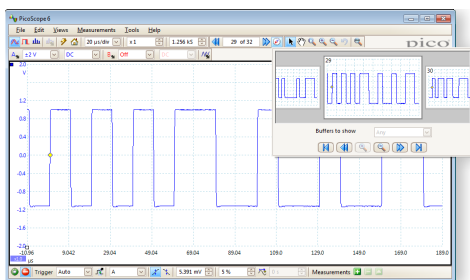 PicoScope 6
File Edit Views Measurements Tools Help
20 µs/div x 1 1.256 kS 29 of 32
pico
A ±2 V DC B Off DC
29
30
Buffers to show Any
2.0
V
1.2
0.8
0.4
0.0
-0.4
-0.8
-1.2
-1.6
-2.0
-10.96 9.042 29.04 49.04 69.04 89.04 109.0 129.0 149.0 169.0 189.0
µs
Trigger Auto A 5.391 mV 5 % 0 s Measurements